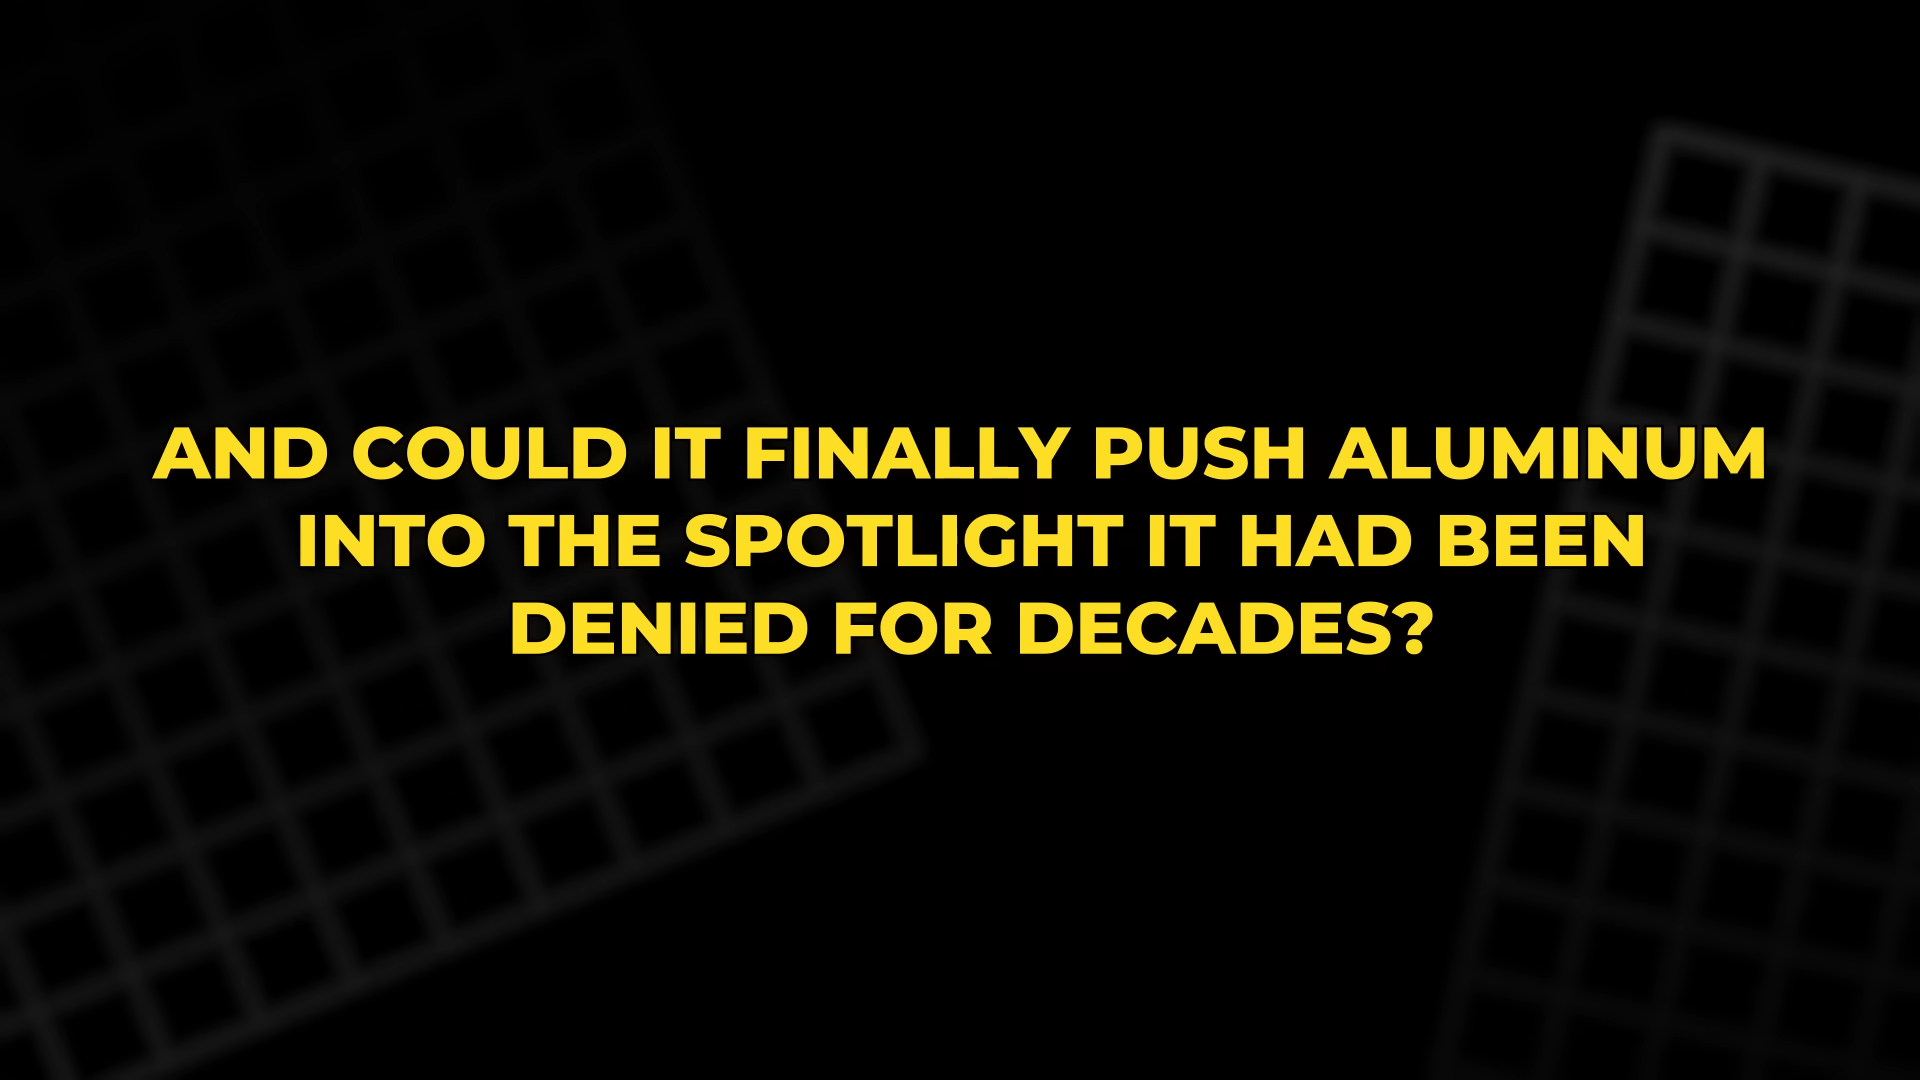 AND COULD IT FINALLY PUSH ALUMINUM
INTO THE SPOTLIGHT IT HAD BEEN
DENIED FOR DECADES?